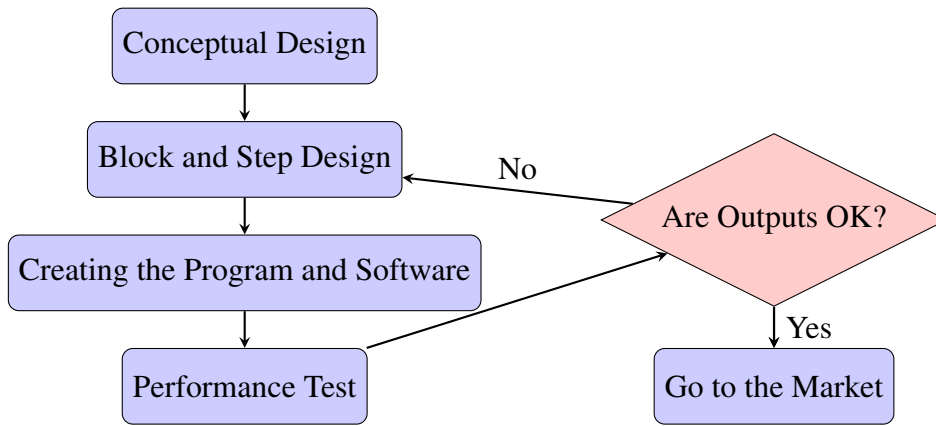 Conceptual Design
Block and Step Design
No
Are Outputs OK?
Creating the Program and Software
Yes
Performance Test
Go to the Market